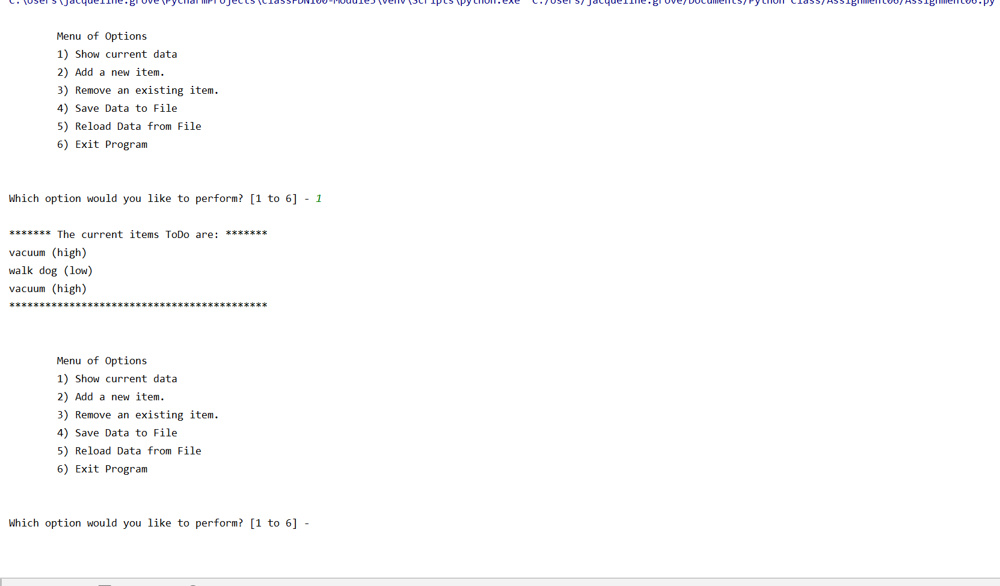 C:\Users\jacqueline.grove\PycharmProjects\ClassFDN100-Module5\venv\Scripts\python.exe "C:/Users/jacqueline.grove/Documents/Python Class/Assignment06/Assignment06.py"
Menu of Options
1) Show current data
2) Add a new item.
3) Remove an existing item.
4) Save Data to File
5) Reload Data from File
6) Exit Program
Which option would you like to perform? [1 to 6] - 1
******* The current items ToDo are: *******
vacuum (high)
walk dog (low)
vacuum (high)
*******************************************
Menu of Options
1) Show current data
2) Add a new item.
3) Remove an existing item.
4) Save Data to File
5) Reload Data from File
6) Exit Program
Which option would you like to perform? [1 to 6] -